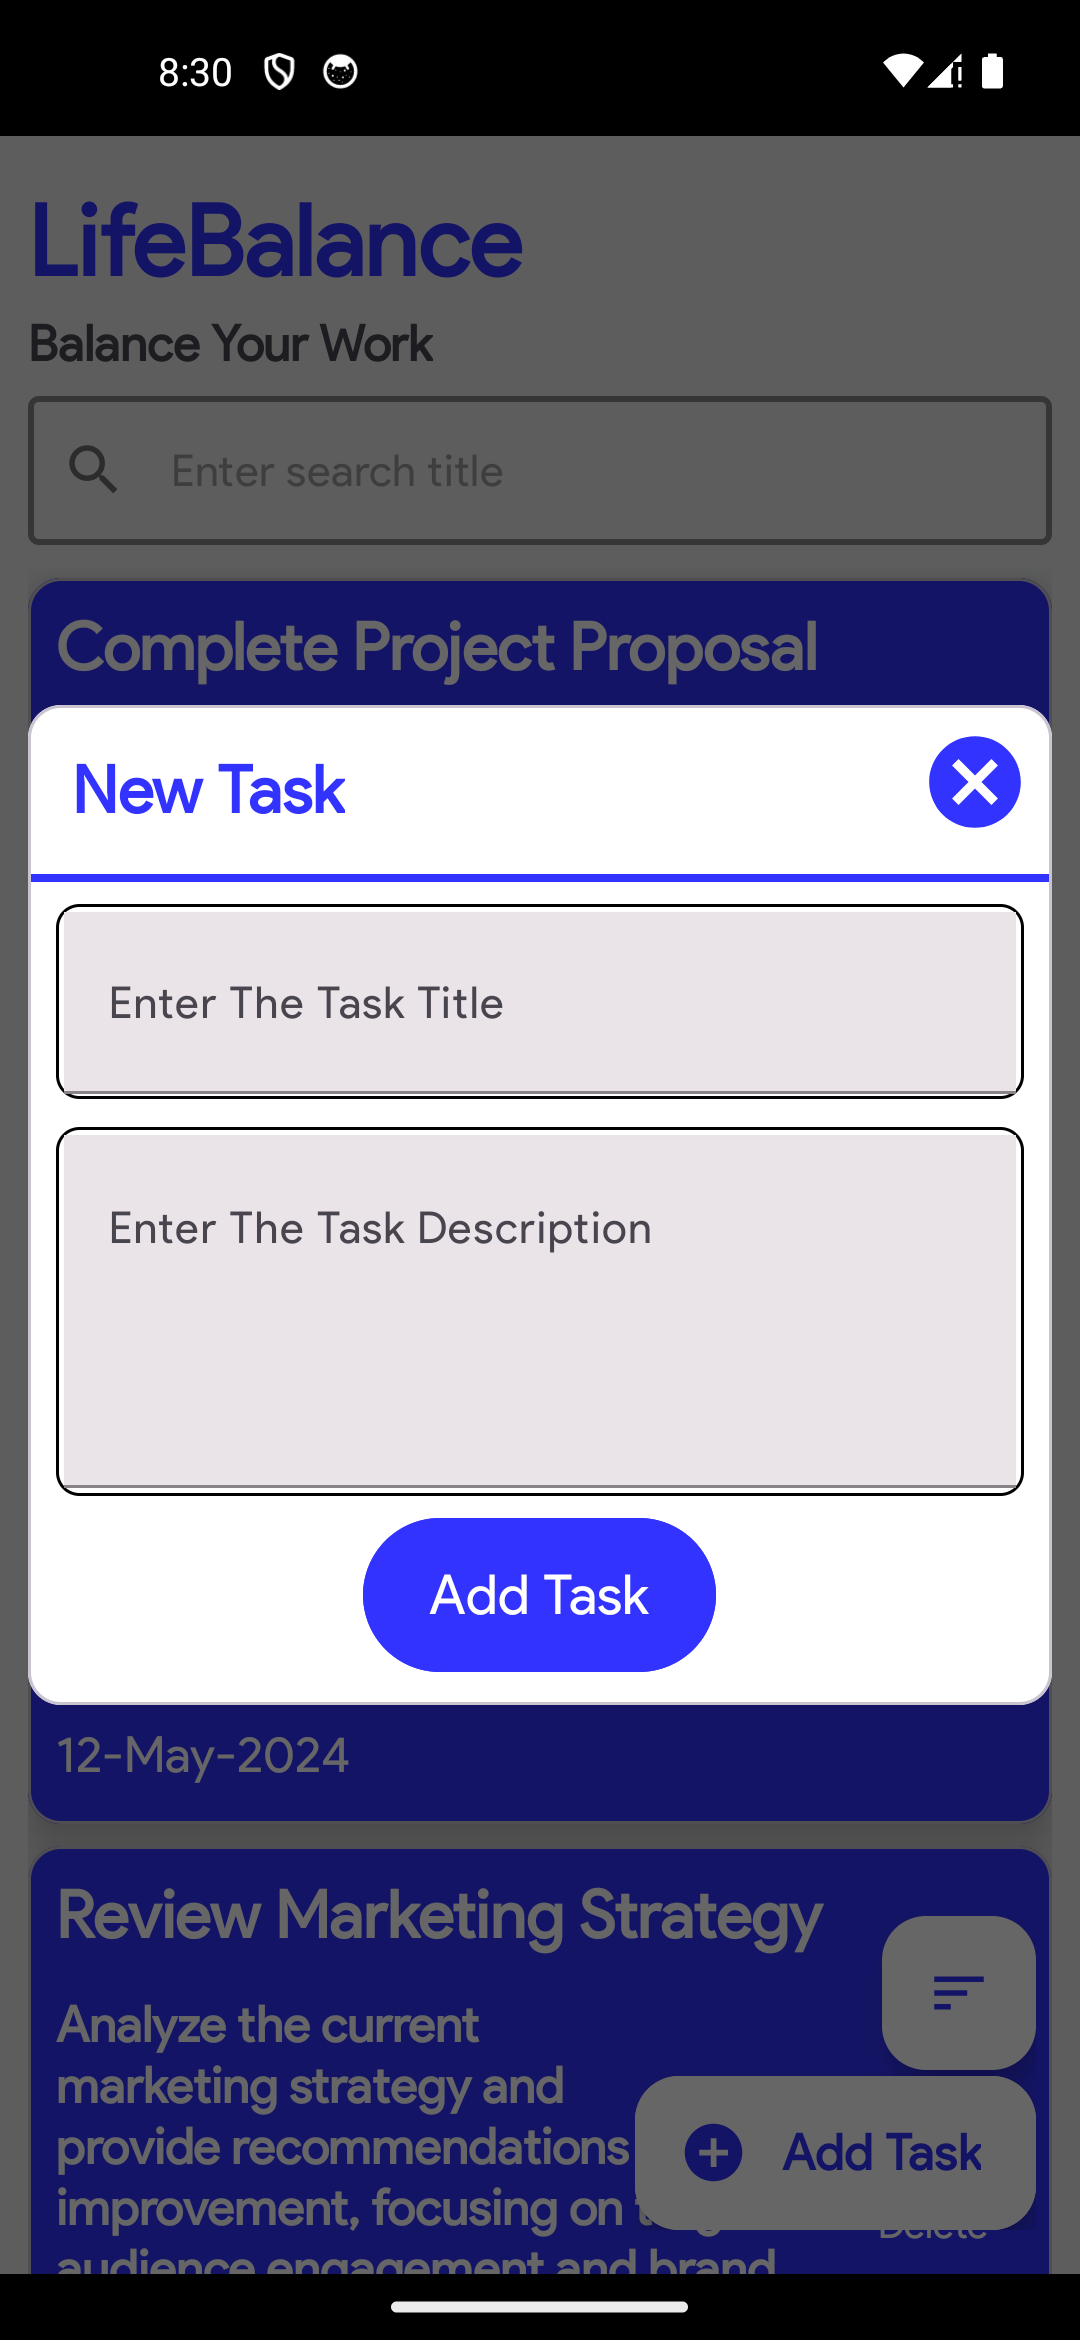 8:30
LifeBalance
Balance Your Work
Enter search title
Complete Project Proposal
New Task
Enter The Task Title
Enter The Task Description
Add Task
12-May-2024
Review Marketing Strategy
Analyze the current
marketing strategy and
provide recommendations
improvement, focusing on
Add Task
Delete
audience engagement and brand